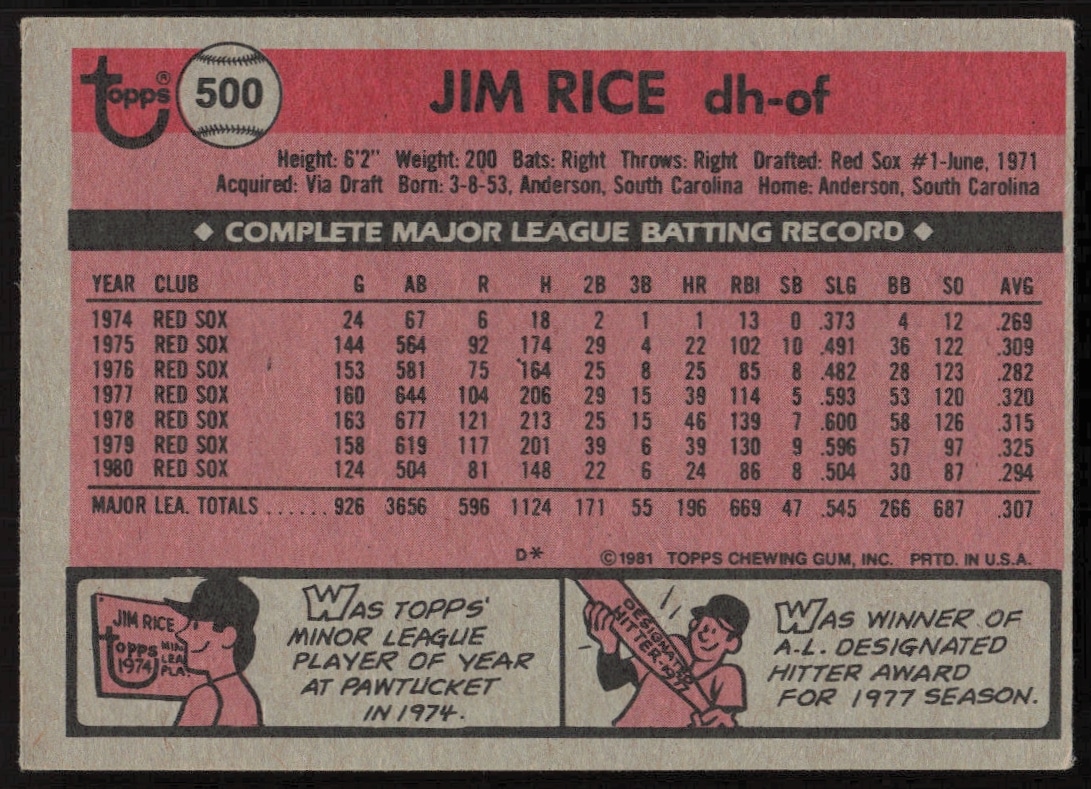 topps® 500 JIM RICE dh-of
Height: 6'2" Weight: 200 Bats: Right Throws: Right Drafted: Red Sox #1-June, 1971
Acquired: Via Draft Born: 3-8-53, Anderson, South Carolina Home: Anderson, South Carolina
◆ COMPLETE MAJOR LEAGUE BATTING RECORD ◆
YEAR CLUB G AB R H 2B 3B HR RBI SB SLG BB SO AVG
1974 RED SOX 24 67 6 18 2 1 1 13 0 .373 4 12 .269
1975 RED SOX 144 564 92 174 29 4 22 102 10 .491 36 122 .309
1976 RED SOX 153 581 75 164 25 8 25 85 8 .482 28 123 .282
1977 RED SOX 160 644 104 206 29 15 39 114 5 .593 53 120 .320
1978 RED SOX 163 677 121 213 25 15 46 139 7 .600 58 126 .315
1979 RED SOX 158 619 117 201 39 6 39 130 9 .596 57 97 .325
1980 RED SOX 124 504 81 148 22 6 24 86 8 .504 30 87 .294
MAJOR LEA. TOTALS ...... 926 3656 596 1124 171 55 196 669 47 .545 266 687 .307
D* ©1981 TOPPS CHEWING GUM, INC. PRTD. IN U.S.A.
JIM RICE
topps
1974
MIN.
LEA
PLA
WAS TOPPS'
MINOR LEAGUE
PLAYER OF YEAR
AT PAWTUCKET
IN 1974.
DESIGNATED
HITTER-1977
WAS WINNER OF
A-L. DESIGNATED
HITTER AWARD
FOR 1977 SEASON.